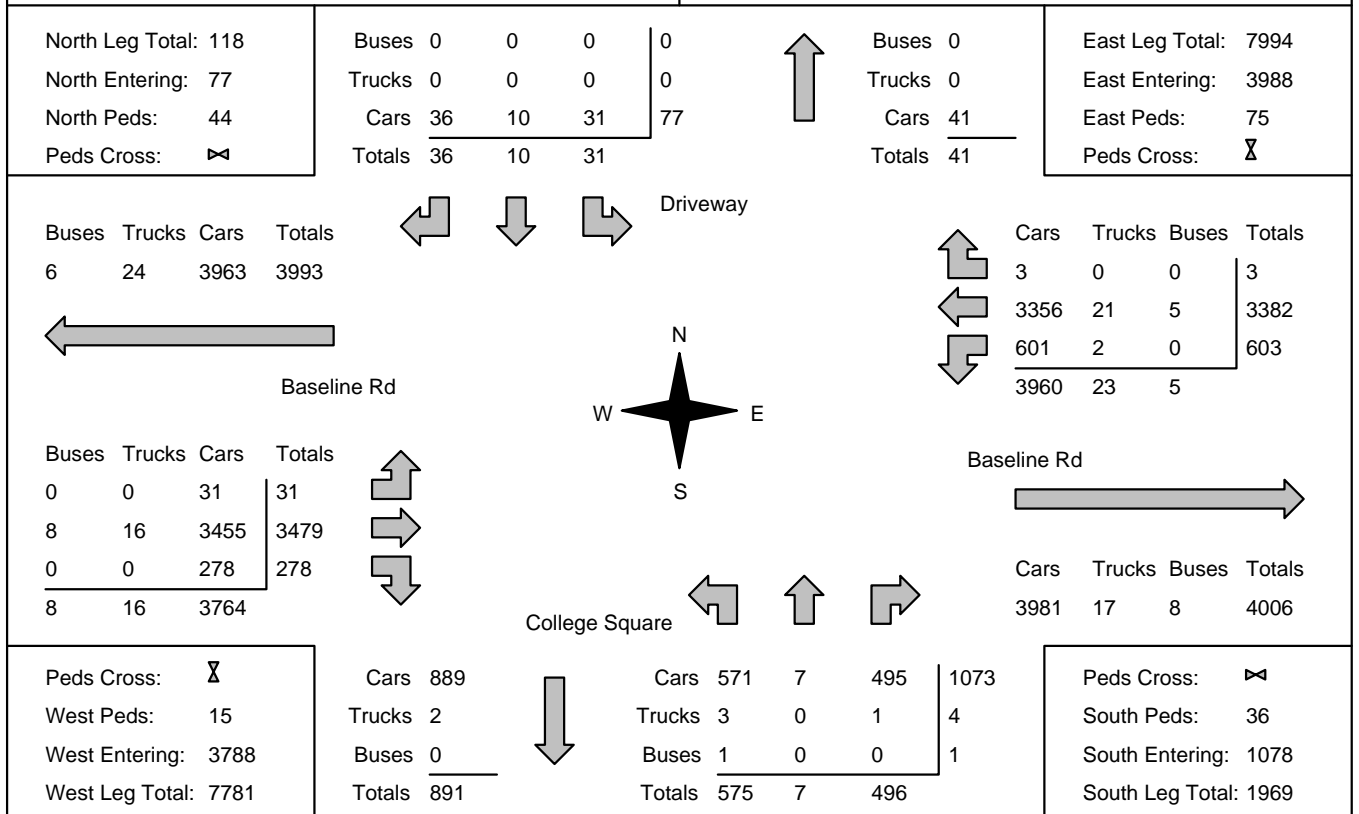 North Leg Total: 118
North Entering: 77
North Peds: 44
Peds Cross:
Buses 0 0 0 0
Trucks 0 0 0 0
Cars 36 10 31 77
Totals 36 10 31
Buses 0
Trucks 0
Cars 41
Totals 41
East Leg Total: 7994
East Entering: 3988
East Peds: 75
Peds Cross:
Driveway
Buses Trucks Cars Totals
6 24 3963 3993
Cars Trucks Buses Totals
3 0 0 3
3356 21 5 3382
601 2 0 603
3960 23 5
Baseline Rd
N
W E
S
Buses Trucks Cars Totals
0 0 31 31
8 16 3455 3479
0 0 278 278
8 16 3764
Baseline Rd
Cars Trucks Buses Totals
3981 17 8 4006
College Square
Peds Cross:
West Peds: 15
West Entering: 3788
West Leg Total: 7781
Cars 889
Trucks 2
Buses 0
Totals 891
Cars 571 7 495 1073
Trucks 3 0 1 4
Buses 1 0 0 1
Totals 575 7 496
Peds Cross:
South Peds: 36
South Entering: 1078
South Leg Total: 1969